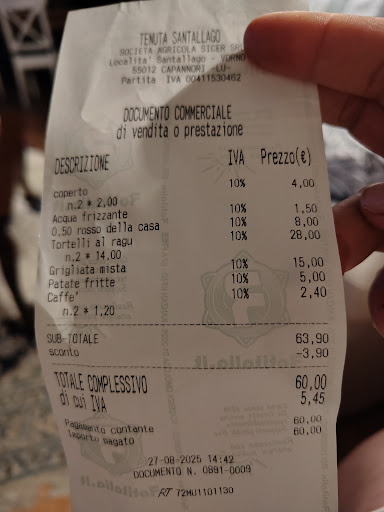 TENUTA SANTALLAGO
SOCIETA AGRICOLA SICER SRL
Localita' Santallago - VORNO
55012 CAPANNORI -LU-
Partita IVA 00411530462
DOCUMENTO COMMERCIALE
di vendita o prestazione
DESCRIZIONE IVA Prezzo(€)
coperto 10% 4,00
n.2 * 2,00
Acqua frizzante 10% 1,50
0.50 rosso della casa 10% 8,00
Tortelli al ragu 10% 28,00
n.2 * 14,00
Grigliata mista 10% 15,00
Patate fritte 10% 5,00
Caffe' 10% 2,40
n.2 * 1,20
SUB-TOTALE 63,90
sconto -3,90
TOTALE COMPLESSIVO 60,00
di cui IVA 5,45
Pagamento contante 60,00
Importo pagato 60,00
27-08-2025 14:42
DOCUMENTO N. 0891-0009
RT 72MU1101130